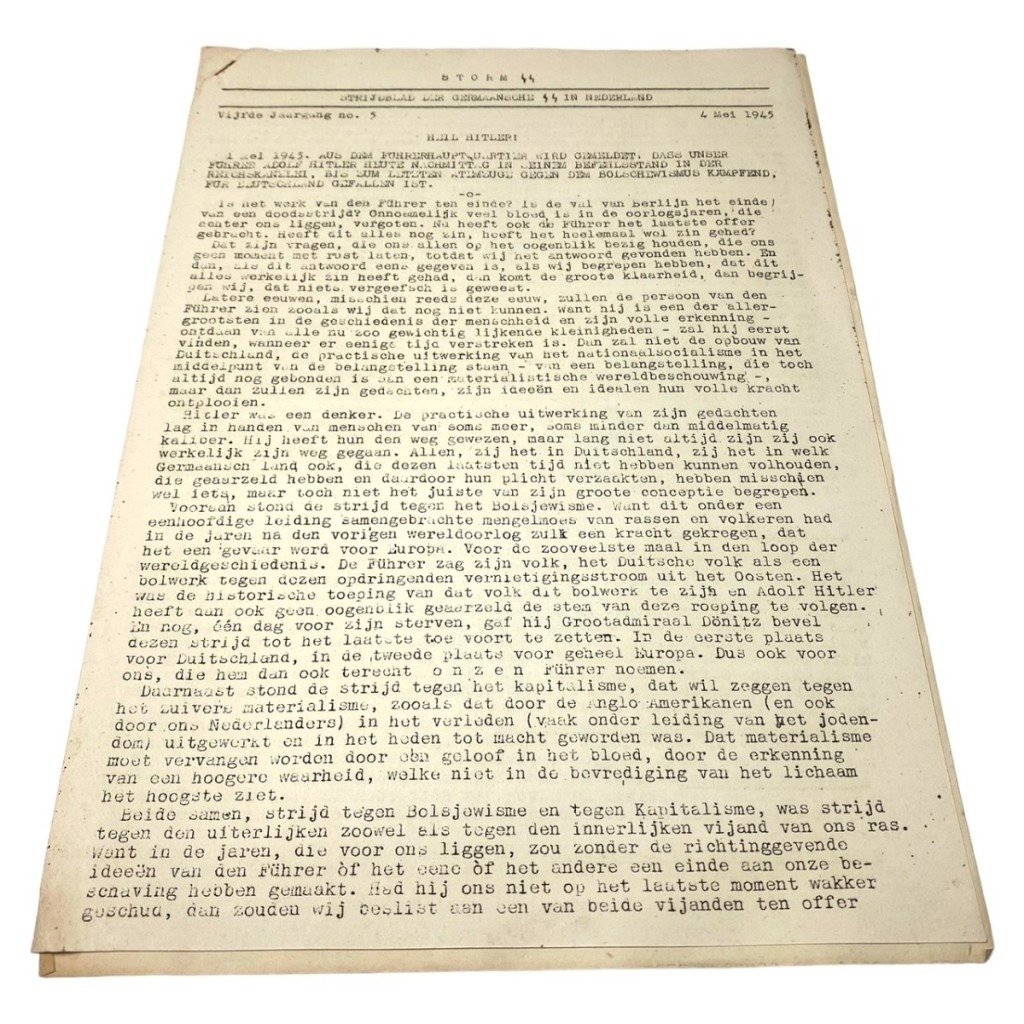 STORM ᛋᛋ
STRIJDBLAD DER GERMAANSCHE ᛋᛋ IN NEDERLAND
Vijfde Jaargang no. 5 4 Mei 1945
HEIL HITLER!
1 Mei 1945. AUS DEM FÜHRERHAUPTQUARTIER WIRD GEMELDET, DASS UNSER
FÜHRER ADOLF HITLER HEUTE NACHMITTAG IN SEINEM BEFEHLSSTAND IN DER
REICHSKANZLEI, BIS ZUM LETZTEN ATEMZUGE GEGEN DEM BOLSCHEWISMUS KÄMPFEND,
FÜR DEUTSCHLAND GEFALLEN IST.
-o-
Is het werk van den Führer ten einde? Is de val van Berlijn het einde
van een doodsstrijd? Onnoemelijk veel bloed is in de oorlogsjaren, die
achter ons liggen, vergoten. Nu heeft ook de Führer het laatste offer
gebracht. Heeft dit alles nog zin, heeft het heelemaal wel zin gehad?
Dat zijn vragen, die ons allen op het oogenblik bezig houden, die ons
geen moment met rust laten, totdat wij het antwoord gevonden hebben. En
dan, als dit antwoord eens gegeven is, als wij begrepen hebben, dat dit
alles werkelijk zin heeft gehad, dan komt de groote klaarheid, dan begrij-
pen wij, dat niets vergeefsch is geweest.
Latere eeuwen, misschien reeds deze eeuw, zullen de persoon van den
Führer zien zooals wij dat nog niet kunnen. Want hij is een der aller-
grootsten in de geschiedenis der menschheid en zijn volle erkenning -
ontdaan van alle nu zoo gewichtig lijkende kleinigheden - zal hij eerst
vinden, wanneer er eenige tijd verstreken is. Dan zal niet de opbouw van
Duitschland, de practische uitwerking van het nationaalsocialisme in het
middelpunt van de belangstelling staan - van een belangstelling, die toch
altijd nog gebonden is aan een materialistische wereldbeschouwing -,
maar dan zullen zijn gedachten, zijn ideeën en idealen hun volle kracht
ontplooien.
Hitler was een denker. De practische uitwerking van zijn gedachten
lag in handen van menschen van soms meer, soms minder dan middelmatig
kaliber. Hij heeft hun den weg gewezen, maar lang niet altijd zijn zij ook
werkelijk zijn weg gegaan. Allen, zij het in Duitschland, zij het in welk
Germaansch land ook, die dezen laatsten tijd niet hebben kunnen volhouden,
die geaarzeld hebben en daardoor hun plicht verzaakten, hebben misschien
wel iets, maar toch niet het juiste van zijn groote conceptie begrepen.
Vooraan stond de strijd tegen het Bolsjewisme. Want dit onder een
eenhoofdige leiding samengebrachte mengelmoes van rassen en volkeren had
in de jaren na den vorigen wereldoorlog zulk een kracht gekregen, dat
het een gevaar werd voor Europa. Voor de zooveelste maal in den loop der
wereldgeschiedenis. De Führer zag zijn volk, het Duitsche volk als een
bolwerk tegen dezen opdringenden vernietigingsstroom uit het Oosten. Het
was de historische roeping van dat volk dit bolwerk te zijn en Adolf Hitler
heeft dan ook geen oogenblik geaarzeld de stem van deze roeping te volgen.
En nog, één dag voor zijn sterven, gaf hij Grootadmiraal Dönitz bevel
dezen strijd tot het laatste toe voort te zetten. In de eerste plaats
voor Duitschland, in de tweede plaats voor geheel Europa. Dus ook voor
ons, die hem dan ook terecht o n z e n Führer noemen.
Daarnaast stond de strijd tegen het kapitalisme, dat wil zeggen tegen
het zuivere materialisme, zooals dat door de Anglo-Amerikanen (en ook
door ons Nederlanders) in het verleden (vaak onder leiding van het joden-
dom) uitgewerkt en in het heden tot macht geworden was. Dat materialisme
moet vervangen worden door een geloof in het bloed, door de erkenning
van een hoogere waarheid, welke niet in de bevrediging van het lichaam
het hoogste ziet.
Beide samen, strijd tegen Bolsjewisme en tegen Kapitalisme, was strijd
tegen den uiterlijken zoowel als tegen den innerlijken vijand van ons ras.
Want in de jaren, die voor ons liggen, zou zonder de richtinggevende
ideeën van den Führer òf het eene òf het andere een einde aan onze be-
schaving hebben gemaakt. Had hij ons niet op het laatste moment wakker
geschud, dan zouden wij beslist aan een van beide vijanden ten offer